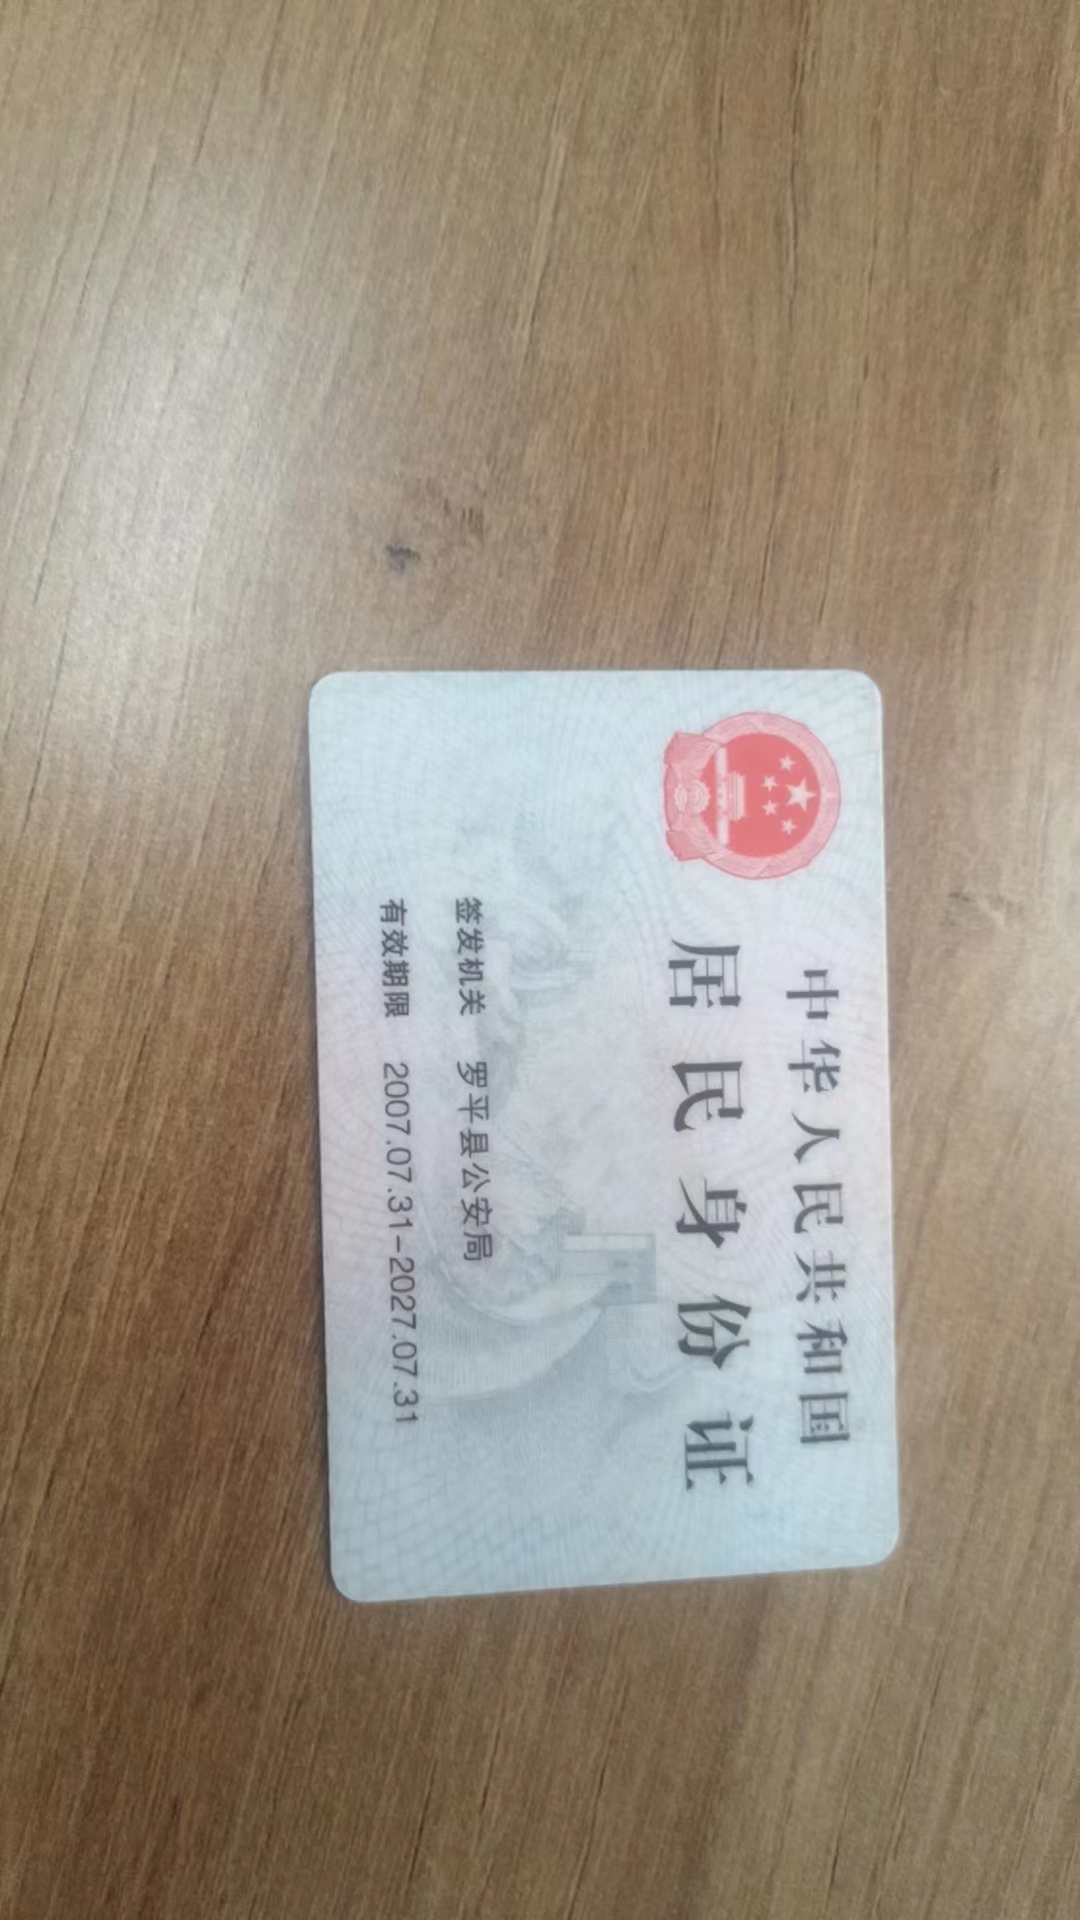 中华人民共和国
居民身份证
签发机关 罗平县公安局
有效期限 2007.07.31-2027.07.31